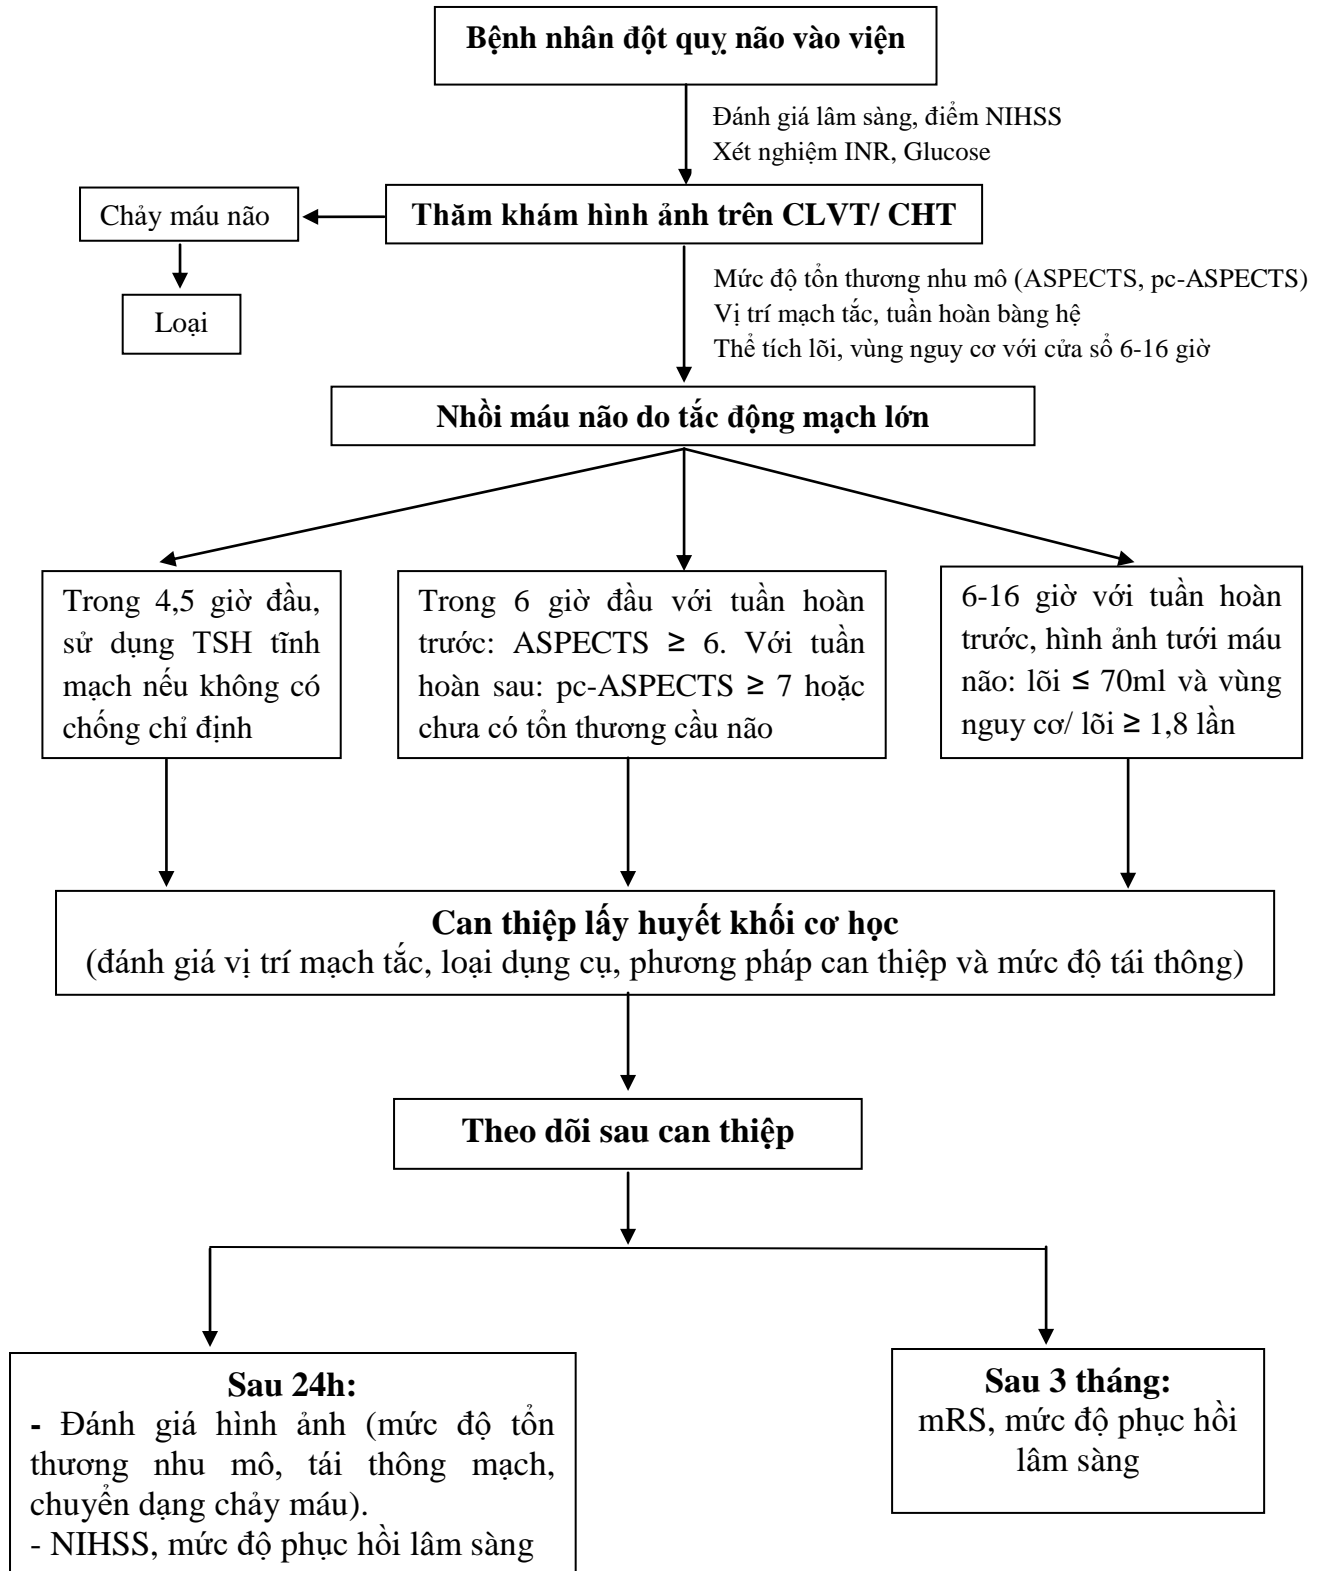 Bệnh nhân đột quỵ não vào viện
Đánh giá lâm sàng, điểm NIHSS
Xét nghiệm INR, Glucose
Chảy máu não
Thăm khám hình ảnh trên CLVT/ CHT
Loại
Mức độ tổn thương nhu mô (ASPECTS, pc-ASPECTS)
Vị trí mạch tắc, tuần hoàn bàng hệ
Thể tích lõi, vùng nguy cơ với cửa sổ 6-16 giờ
Nhồi máu não do tắc động mạch lớn
Trong 4,5 giờ đầu,
sử dụng TSH tĩnh
mạch nếu không có
chống chỉ định
Trong 6 giờ đầu với tuần hoàn
trước: ASPECTS ≥ 6. Với tuần
hoàn sau: pc-ASPECTS ≥ 7 hoặc
chưa có tổn thương cầu não
6-16 giờ với tuần hoàn
trước, hình ảnh tưới máu
não: lõi ≤ 70ml và vùng
nguy cơ/ lõi ≥ 1,8 lần
Can thiệp lấy huyết khối cơ học
(đánh giá vị trí mạch tắc, loại dụng cụ, phương pháp can thiệp và mức độ tái thông)
Theo dõi sau can thiệp
Sau 24h:
- Đánh giá hình ảnh (mức độ tổn
thương nhu mô, tái thông mạch,
chuyển dạng chảy máu).
- NIHSS, mức độ phục hồi lâm sàng
Sau 3 tháng:
mRS, mức độ phục hồi
lâm sàng